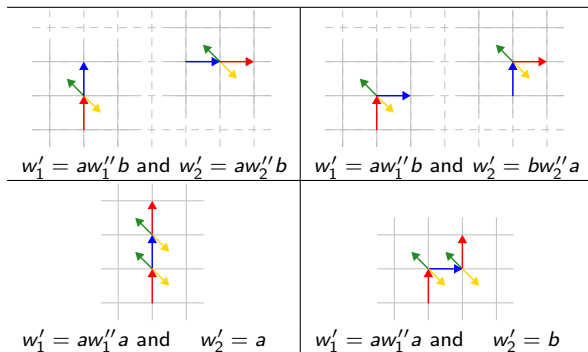 w′₁ = aw″₁b and w′₂ = aw″₂b
w′₁ = aw″₁b and w′₂ = bw″₂a
w′₁ = aw″₁a and w′₂ = a
w′₁ = aw″₁a and w′₂ = b